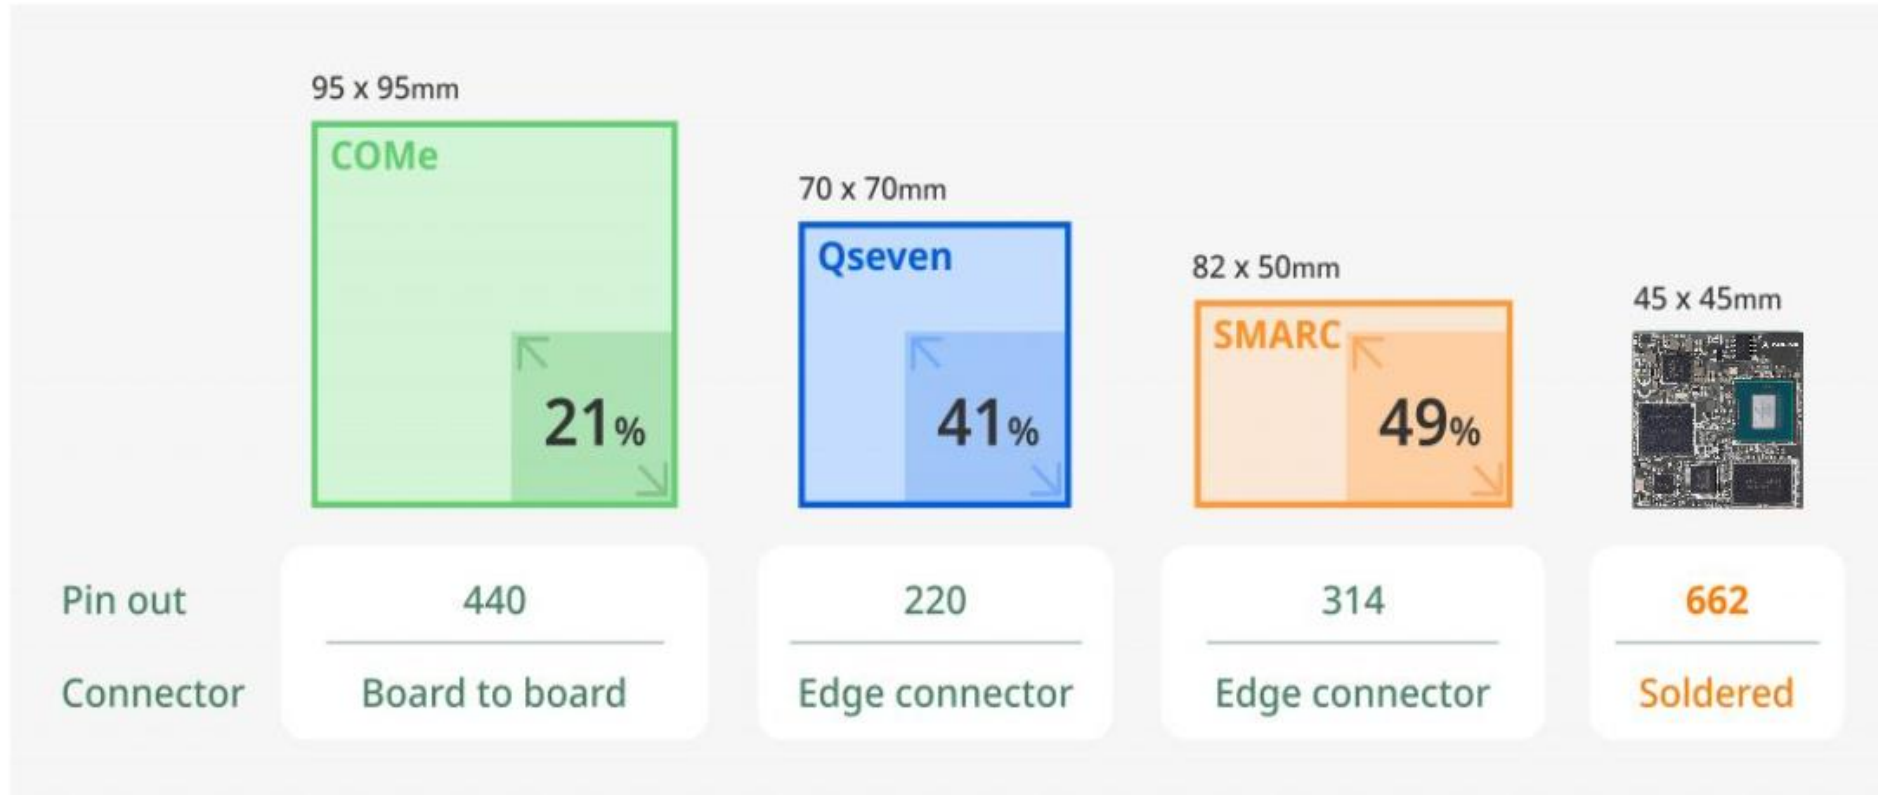 95 x 95mm
COMe
21%
70 x 70mm
Qseven
41%
82 x 50mm
SMARC
49%
45 x 45mm
Pin out
440
220
314
662
Connector
Board to board
Edge connector
Edge connector
Soldered